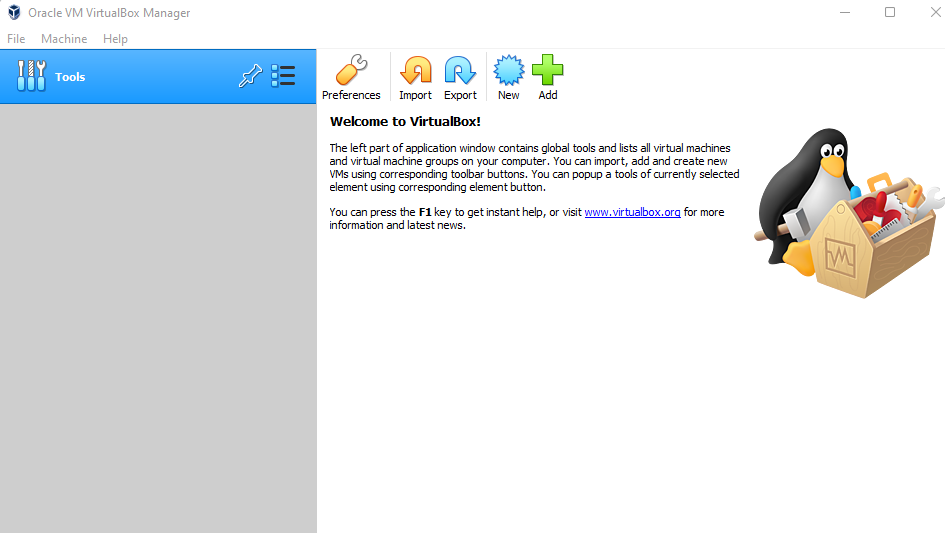 Oracle VM VirtualBox Manager
File Machine Help
Tools
Preferences Import Export New Add
Welcome to VirtualBox!
The left part of application window contains global tools and lists all virtual machines
and virtual machine groups on your computer. You can import, add and create new
VMs using corresponding toolbar buttons. You can popup a tools of currently selected
element using corresponding element button.
You can press the F1 key to get instant help, or visit www.virtualbox.org for more
information and latest news.